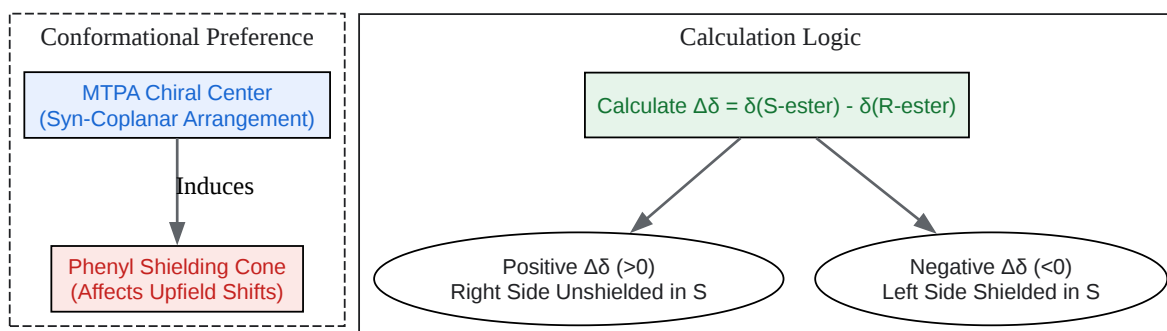 Conformational Preference
MTPA Chiral Center
(Syn-Coplanar Arrangement)
Induces
Phenyl Shielding Cone
(Affects Upfield Shifts)
Calculation Logic
Calculate Δδ = δ(S-ester) - δ(R-ester)
Positive Δδ (>0)
Right Side Unshielded in S
Negative Δδ (<0)
Left Side Shielded in S